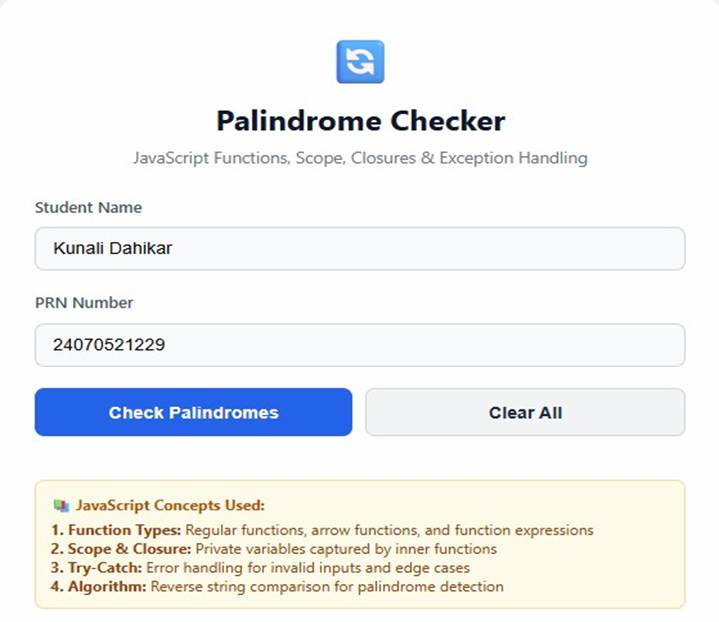 Palindrome Checker
JavaScript Functions, Scope, Closures & Exception Handling
Student Name
Kunali Dahikar
PRN Number
24070521229
Check Palindromes
Clear All
JavaScript Concepts Used:
1. Function Types: Regular functions, arrow functions, and function expressions
2. Scope & Closure: Private variables captured by inner functions
3. Try-Catch: Error handling for invalid inputs and edge cases
4. Algorithm: Reverse string comparison for palindrome detection